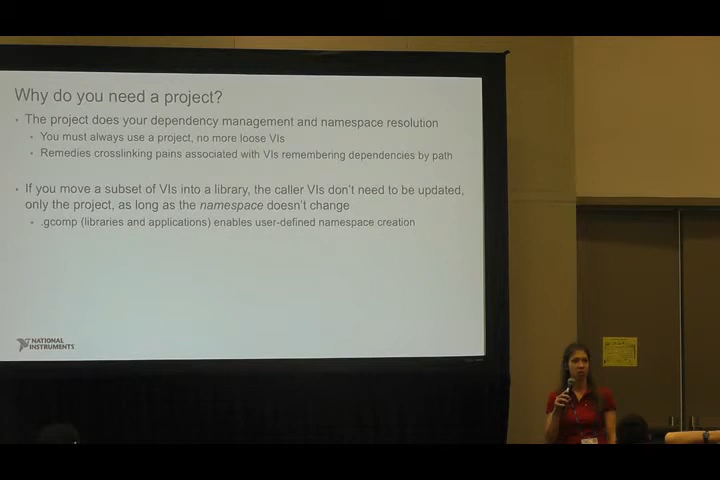 Why do you need a project?
The project does your dependency management and namespace resolution
You must always use a project, no more loose VIs
Remedies crosslinking pains associated with VIs remembering dependencies by path
If you move a subset of VIs into a library, the caller VIs don't need to be updated,
only the project, as long as the namespace doesn't change
.gcomp (libraries and applications) enables user-defined namespace creation
NATIONAL
INSTRUMENTS